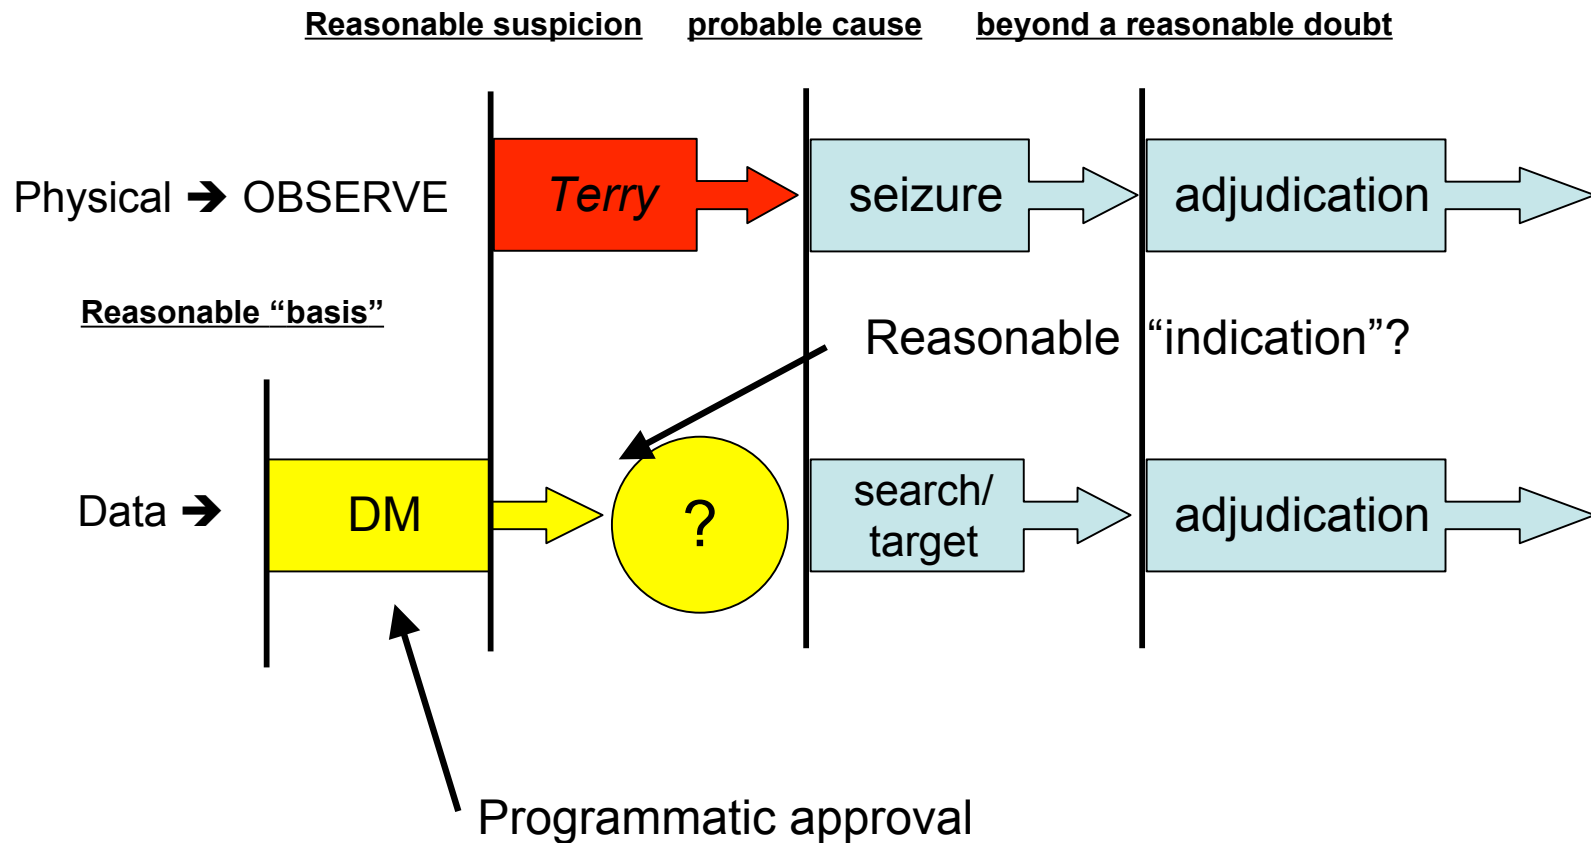 Reasonable suspicion probable cause beyond a reasonable doubt
Physical ➔ OBSERVE Terry seizure adjudication
Reasonable “basis”
Reasonable “indication”?
Data ➔ DM ? search/
target adjudication
Programmatic approval